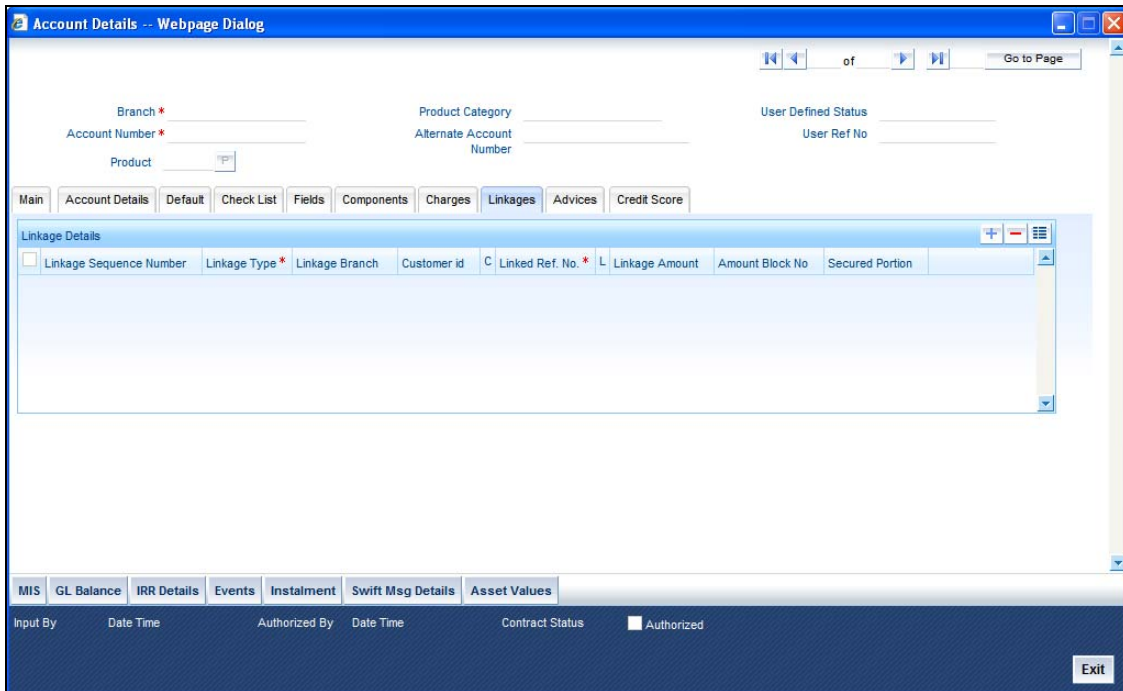 Account Details -- Webpage Dialog
of Go to Page
Branch * Product Category User Defined Status
Account Number * Alternate Account Number User Ref No
Product P
Main Account Details Default Check List Fields Components Charges Linkages Advices Credit Score
Linkage Details
Linkage Sequence Number Linkage Type * Linkage Branch Customer id C Linked Ref. No. * L Linkage Amount Amount Block No Secured Portion
MIS GL Balance IRR Details Events Instalment Swift Msg Details Asset Values
Input By Date Time Authorized By Date Time Contract Status Authorized
Exit